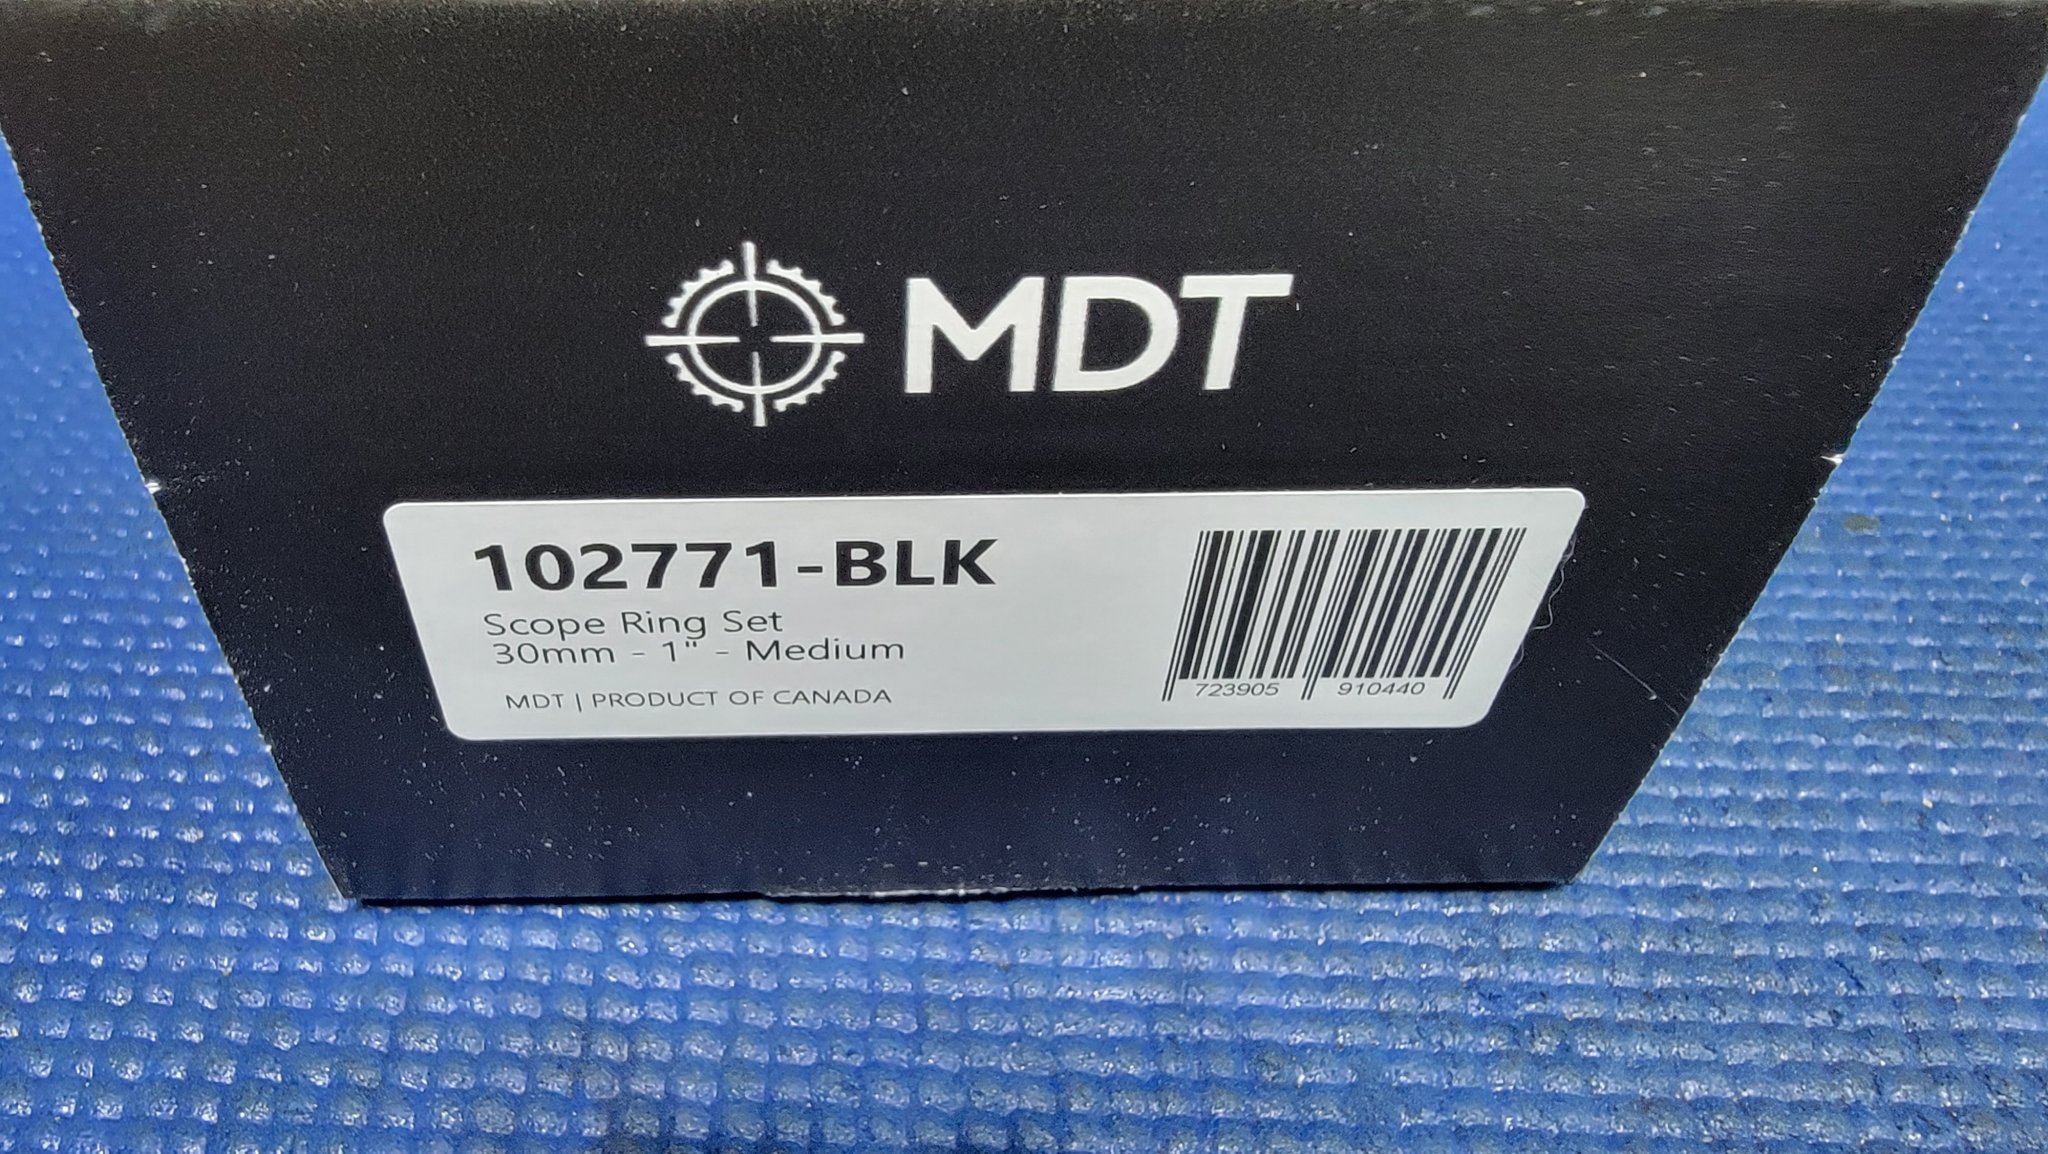 MDT
102771-BLK
Scope Ring Set
30mm - 1" - Medium
MDT | PRODUCT OF CANADA
723905 910440